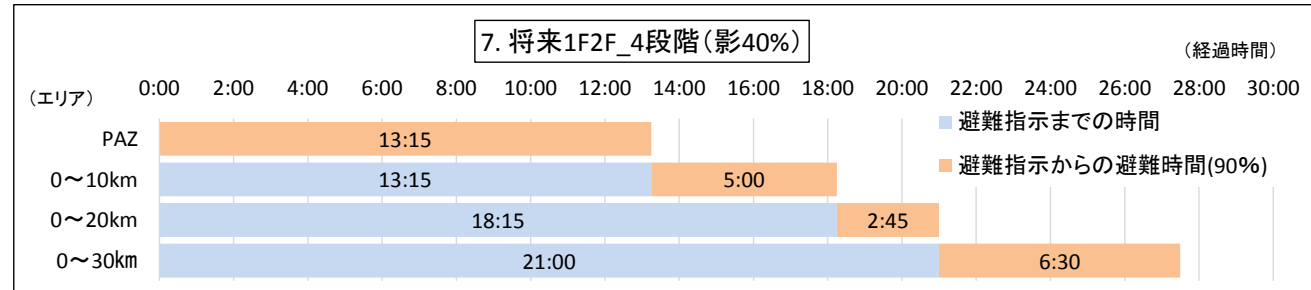 7. 将来1F2F_4段階(影40%)
（経過時間）
（エリア）
0:00 2:00 4:00 6:00 8:00 10:00 12:00 14:00 16:00 18:00 20:00 22:00 24:00 26:00 28:00 30:00
避難指示までの時間
PAZ 13:15
避難指示からの避難時間(90%)
0～10km 13:15 5:00
0～20km 18:15 2:45
0～30㎞ 21:00 6:30